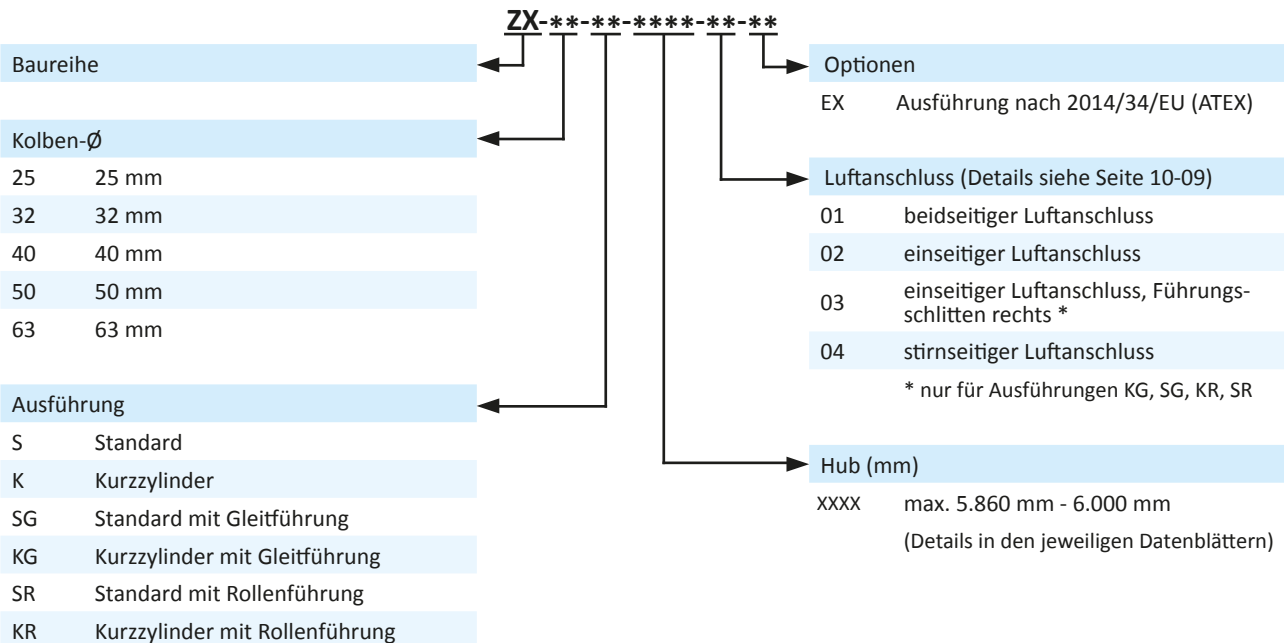 ZX-**-**-****-**-**
Baureihe
Kolben-Ø
25 25 mm
32 32 mm
40 40 mm
50 50 mm
63 63 mm
Ausführung
S Standard
K Kurzzylinder
SG Standard mit Gleitführung
KG Kurzzylinder mit Gleitführung
SR Standard mit Rollenführung
KR Kurzzylinder mit Rollenführung
Optionen
EX Ausführung nach 2014/34/EU (ATEX)
Luftanschluss (Details siehe Seite 10-09)
01 beidseitiger Luftanschluss
02 einseitiger Luftanschluss
03 einseitiger Luftanschluss, Führungs-
schlitten rechts *
04 stirnseitiger Luftanschluss
* nur für Ausführungen KG, SG, KR, SR
Hub (mm)
XXXX max. 5.860 mm - 6.000 mm
(Details in den jeweiligen Datenblättern)